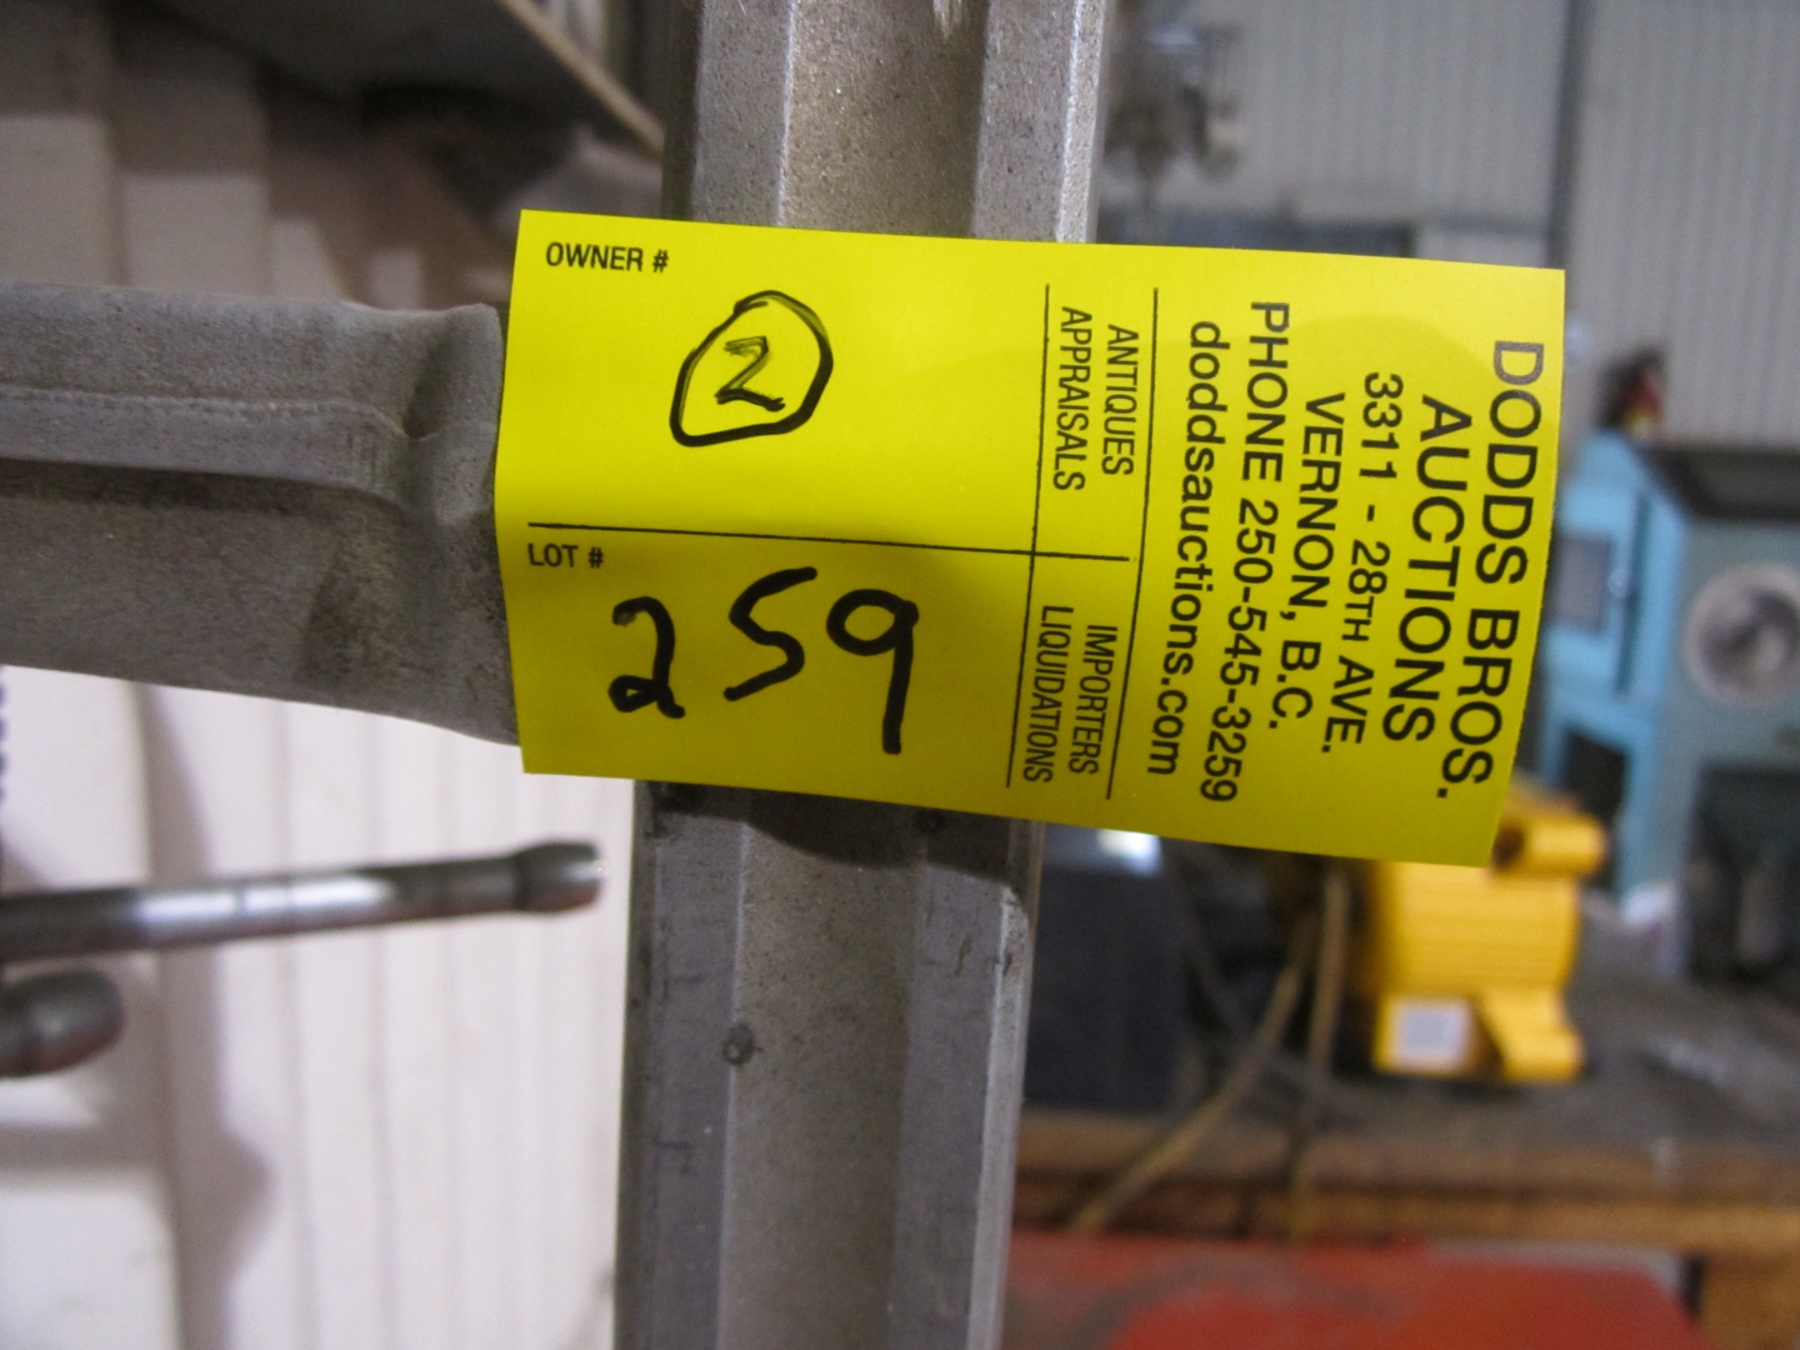 DODDS BROS.
AUCTIONS
3311 - 28TH AVE.
VERNON, B.C.
PHONE 250-545-3259
doddsauctions.com
ANTIQUES
APPRAISALS
IMPORTERS
LIQUIDATIONS
OWNER #
2
LOT #
259